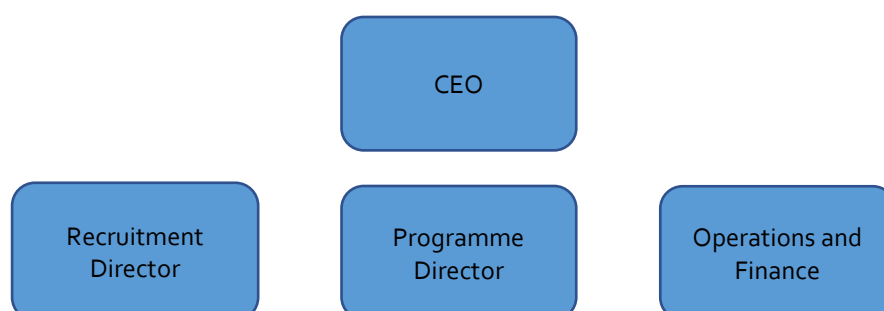 CEO
Recruitment
Director
Programme
Director
Operations and
Finance